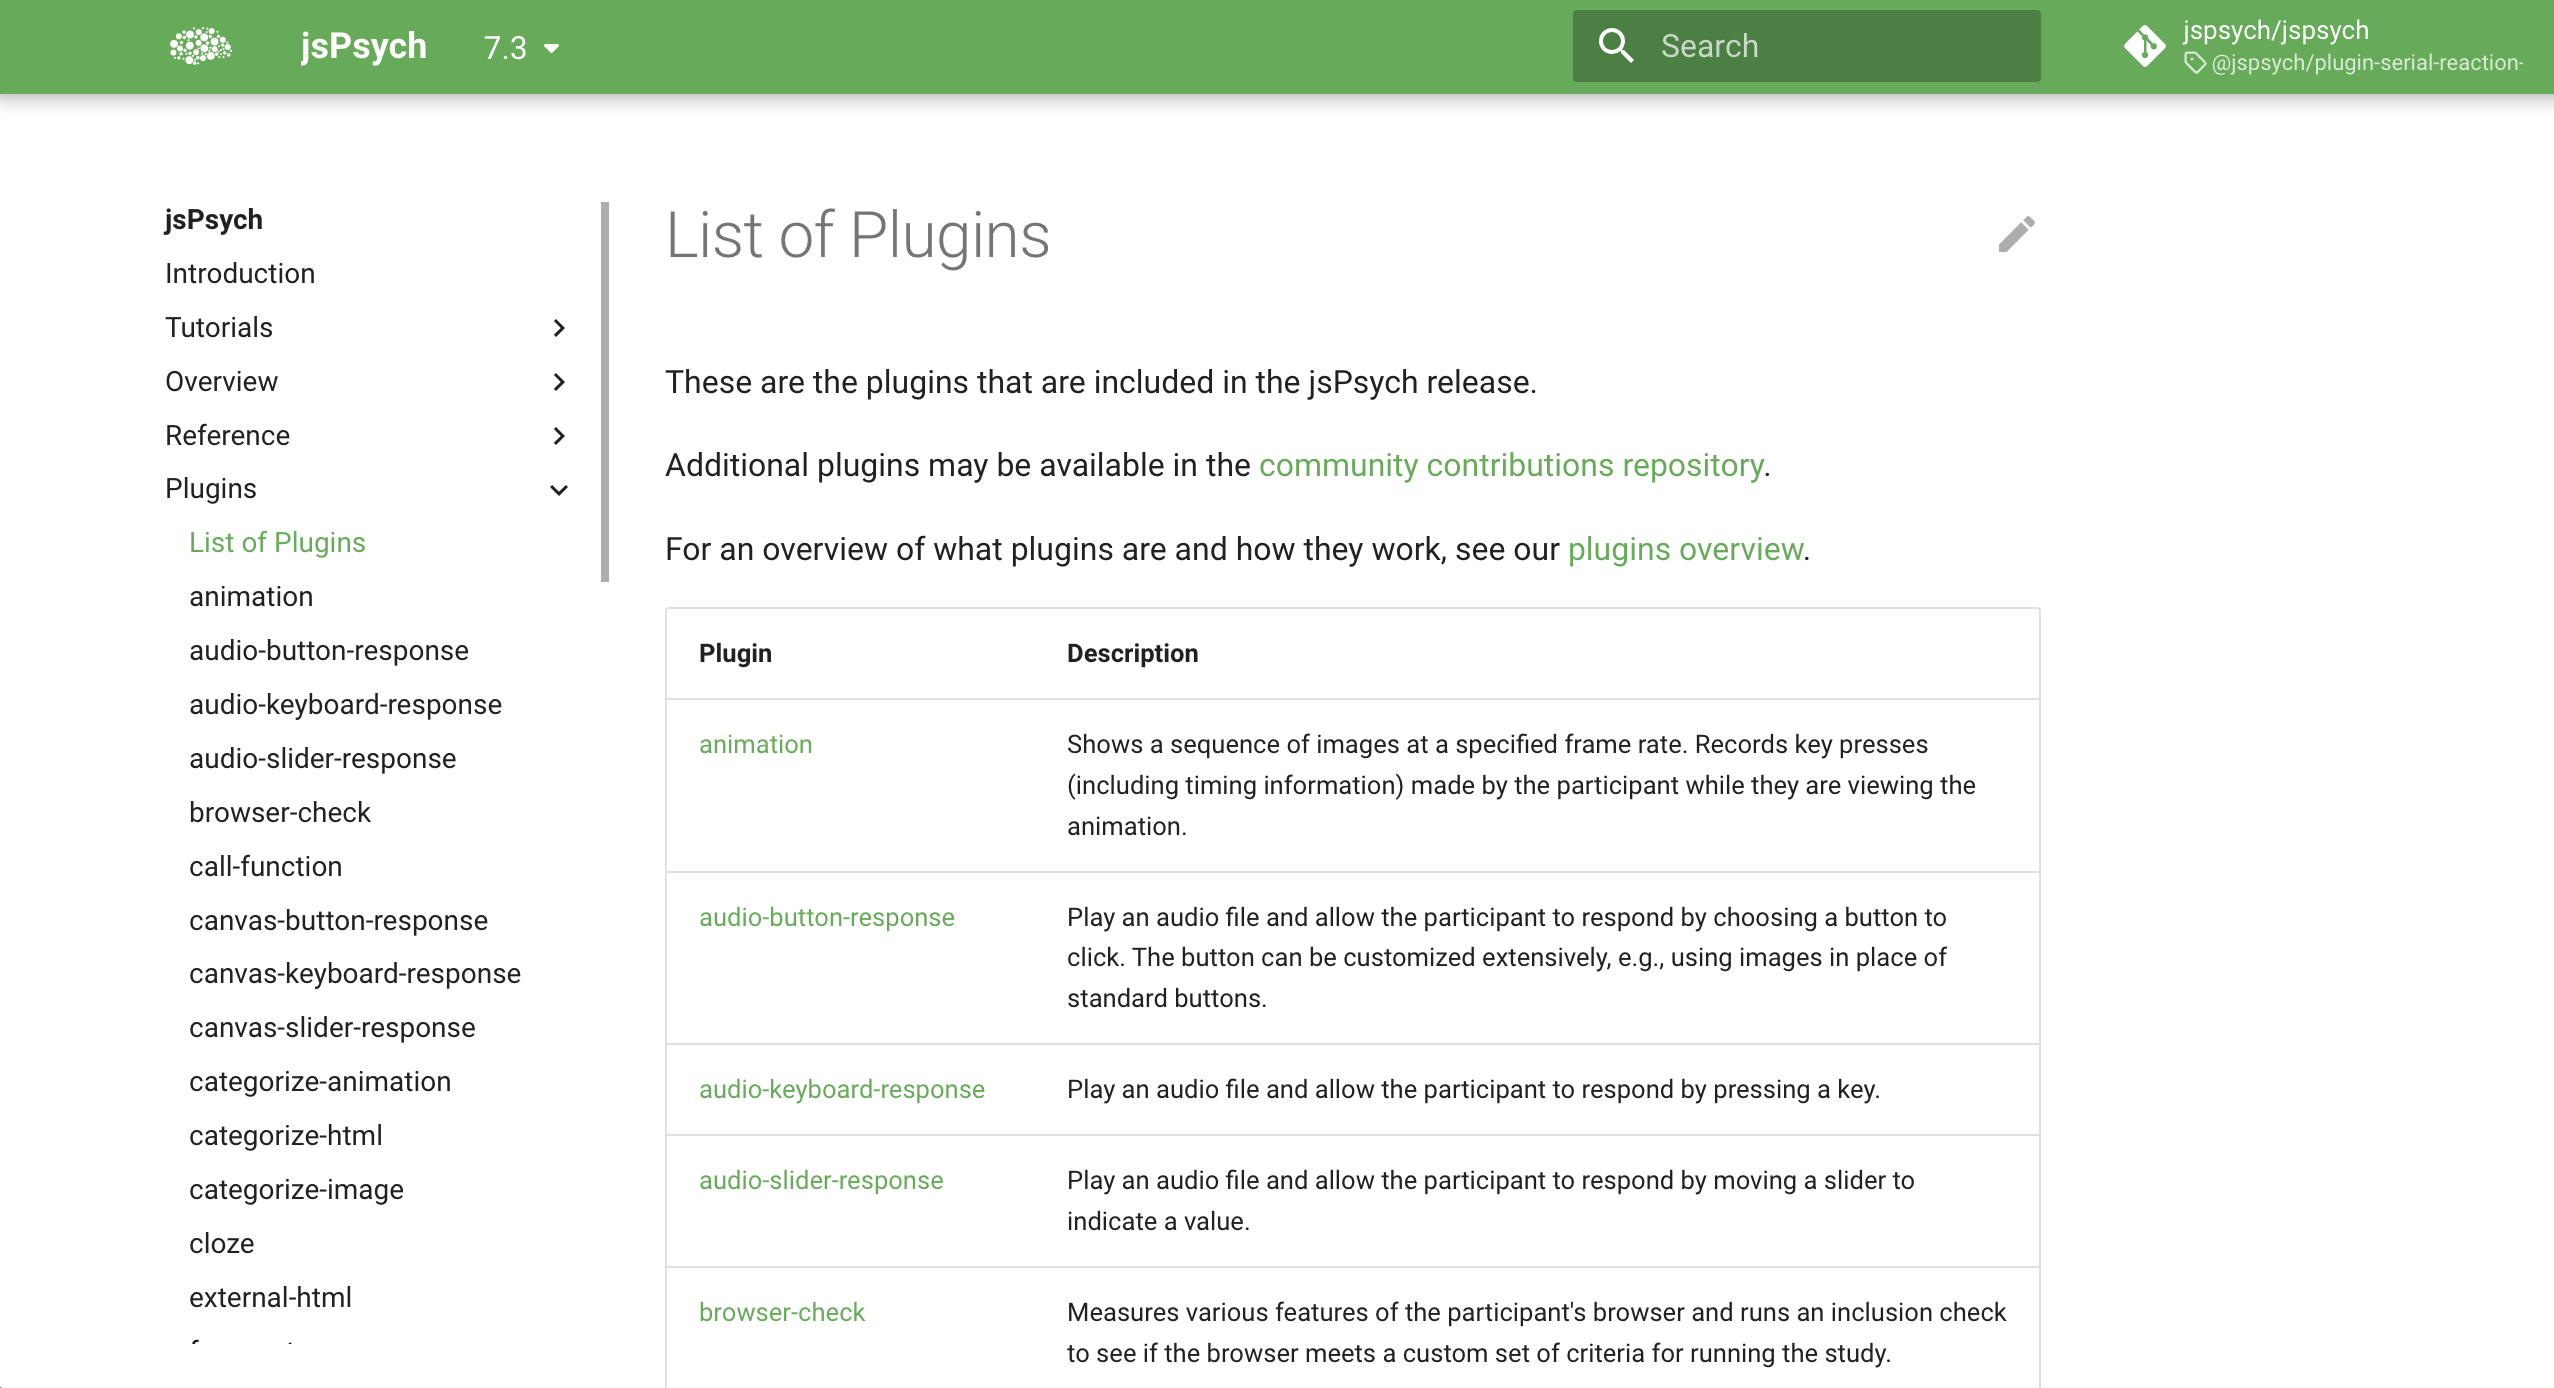 jsPsych
7.3
Search
jspsych/jspsych
@jspsych/plugin-serial-reaction-
jsPsych
Introduction
Tutorials
Overview
Reference
Plugins
List of Plugins
animation
audio-button-response
audio-keyboard-response
audio-slider-response
browser-check
call-function
canvas-button-response
canvas-keyboard-response
canvas-slider-response
categorize-animation
categorize-html
categorize-image
cloze
external-html
List of Plugins
These are the plugins that are included in the jsPsych release.
Additional plugins may be available in the community contributions repository.
For an overview of what plugins are and how they work, see our plugins overview.
Plugin Description
animation Shows a sequence of images at a specified frame rate. Records key presses
(including timing information) made by the participant while they are viewing the
animation.
audio-button-response Play an audio file and allow the participant to respond by choosing a button to
click. The button can be customized extensively, e.g., using images in place of
standard buttons.
audio-keyboard-response Play an audio file and allow the participant to respond by pressing a key.
audio-slider-response Play an audio file and allow the participant to respond by moving a slider to
indicate a value.
browser-check Measures various features of the participant's browser and runs an inclusion check
to see if the browser meets a custom set of criteria for running the study.